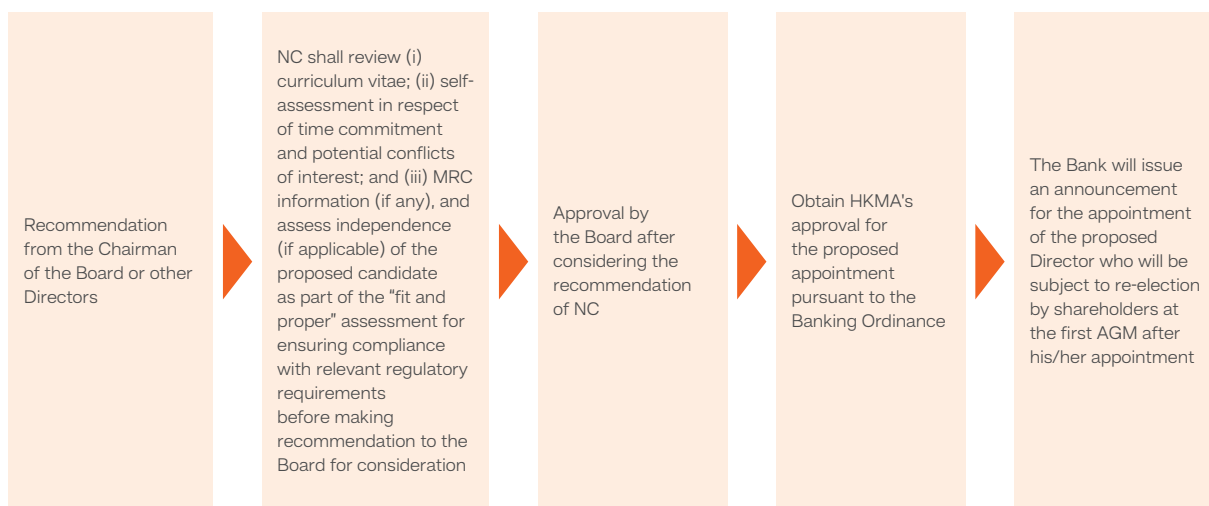 Recommendation
from the Chairman
of the Board or other
Directors
NC shall review (i)
curriculum vitae; (ii) self-
assessment in respect
of time commitment
and potential conflicts
of interest; and (iii) MRC
information (if any), and
assess independence
(if applicable) of the
proposed candidate
as part of the "fit and
proper" assessment for
ensuring compliance
with relevant regulatory
requirements
before making
recommendation to the
Board for consideration
Approval by
the Board after
considering the
recommendation
of NC
Obtain HKMA's
approval for
the proposed
appointment
pursuant to the
Banking Ordinance
The Bank will issue
an announcement
for the appointment
of the proposed
Director who will be
subject to re-election
by shareholders at
the first AGM after
his/her appointment